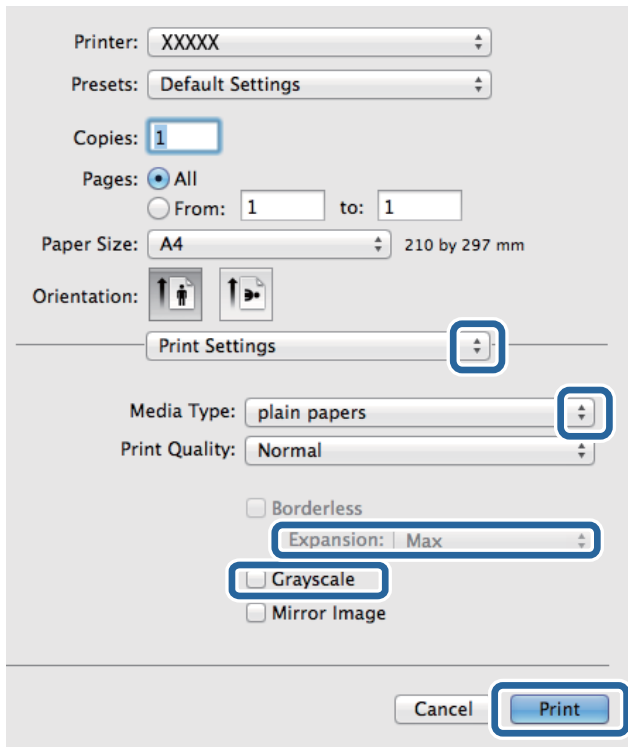 Printer: XXXXX
Presets: Default Settings
Copies: 1
Pages: All
From: 1 to: 1
Paper Size: A4 210 by 297 mm
Orientation:
Print Settings
Media Type: plain papers
Print Quality: Normal
Borderless
Expansion: Max
Grayscale
Mirror Image
Cancel Print